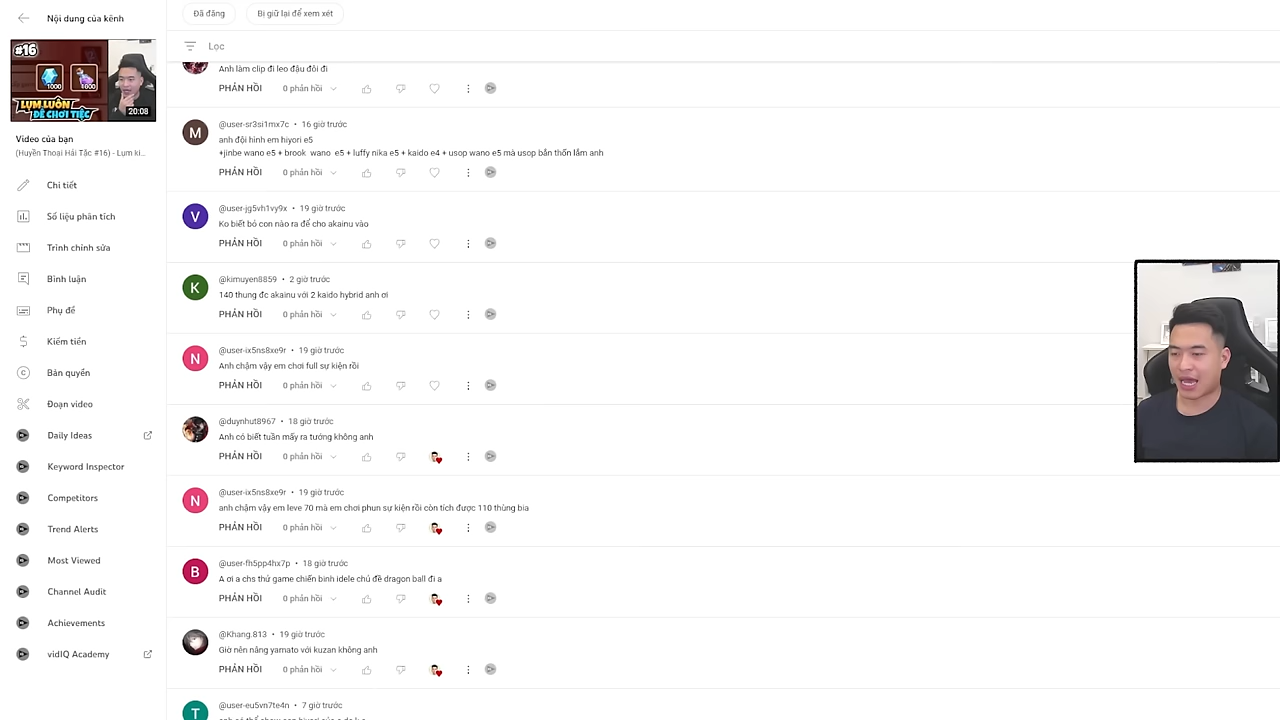 Nội dung của kênh
#16
1000
1000
LỤM LUÔN
ĐỂ CHƠI TIỆC
20:08
Video của bạn
(Huyền Thoại Hải Tặc #16) - Lụm ki...
Chi tiết
Số liệu phân tích
Trình chỉnh sửa
Bình luận
Phụ đề
Kiếm tiền
Bản quyền
Đoạn video
Daily Ideas
Keyword Inspector
Competitors
Trend Alerts
Most Viewed
Channel Audit
Achievements
vidIQ Academy
Đã đăng
Bị giữ lại để xem xét
Lọc
Anh làm clip đi leo đậu đôi đi
PHẢN HỒI
0 phản hồi
M
@user-sr3si1mx7c • 16 giờ trước
anh đội hình em hiyori e5
+jinbe wano e5 + brook wano e5 + luffy nika e5 + kaido e4 + usop wano e5 mà usop bắn thốn lắm anh
PHẢN HỒI
0 phản hồi
V
@user-jg5vh1vy9x • 19 giờ trước
Ko biết bỏ con nào ra để cho akainu vào
PHẢN HỒI
0 phản hồi
K
@kimuyen8859 • 2 giờ trước
140 thung đc akainu với 2 kaido hybrid anh ơi
PHẢN HỒI
0 phản hồi
N
@user-ix5ns8xe9r • 19 giờ trước
Anh chậm vậy em chơi full sự kiện rồi
PHẢN HỒI
0 phản hồi
@duynhut8967 • 18 giờ trước
Anh có biết tuần mấy ra tướng không anh
PHẢN HỒI
0 phản hồi
N
@user-ix5ns8xe9r • 19 giờ trước
anh chậm vậy em leve 70 mà em chơi phun sự kiện rồi còn tích được 110 thùng bia
PHẢN HỒI
0 phản hồi
B
@user-fh5pp4hx7p • 18 giờ trước
A ơi a chs thử game chiến binh idele chủ đề dragon ball đi a
PHẢN HỒI
0 phản hồi
@Khang.813 • 19 giờ trước
Giờ nên nâng yamato với kuzan không anh
PHẢN HỒI
0 phản hồi
T
@user-eu5vn7te4n • 7 giờ trước